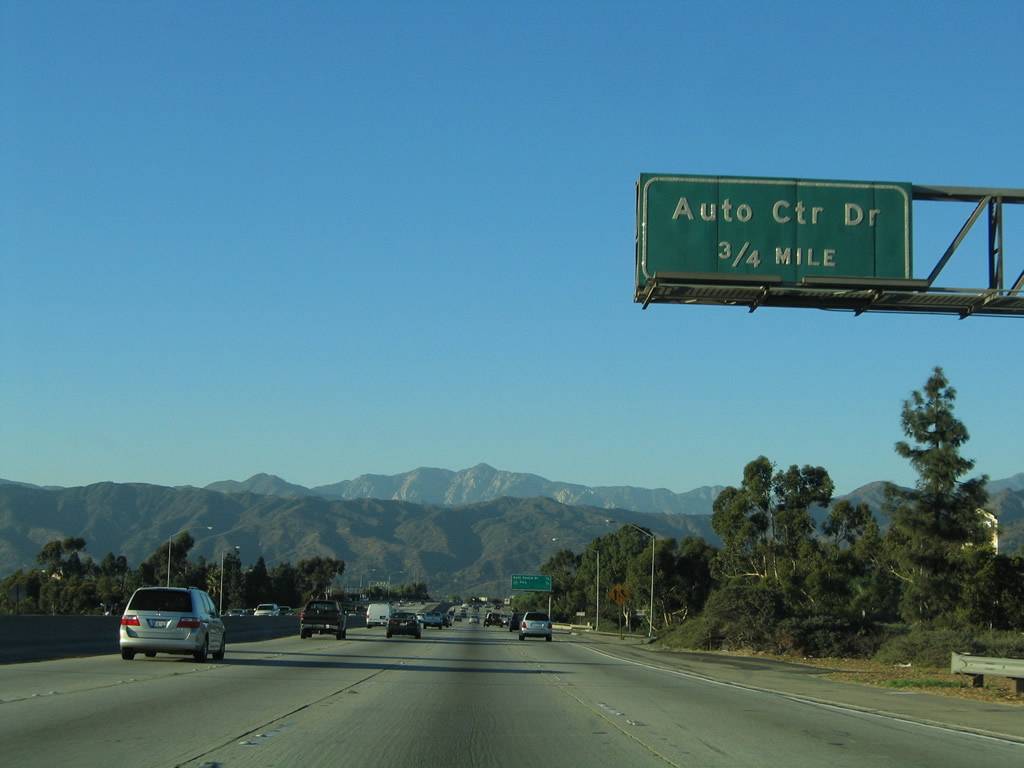 Auto Ctr Dr
3/4 MILE